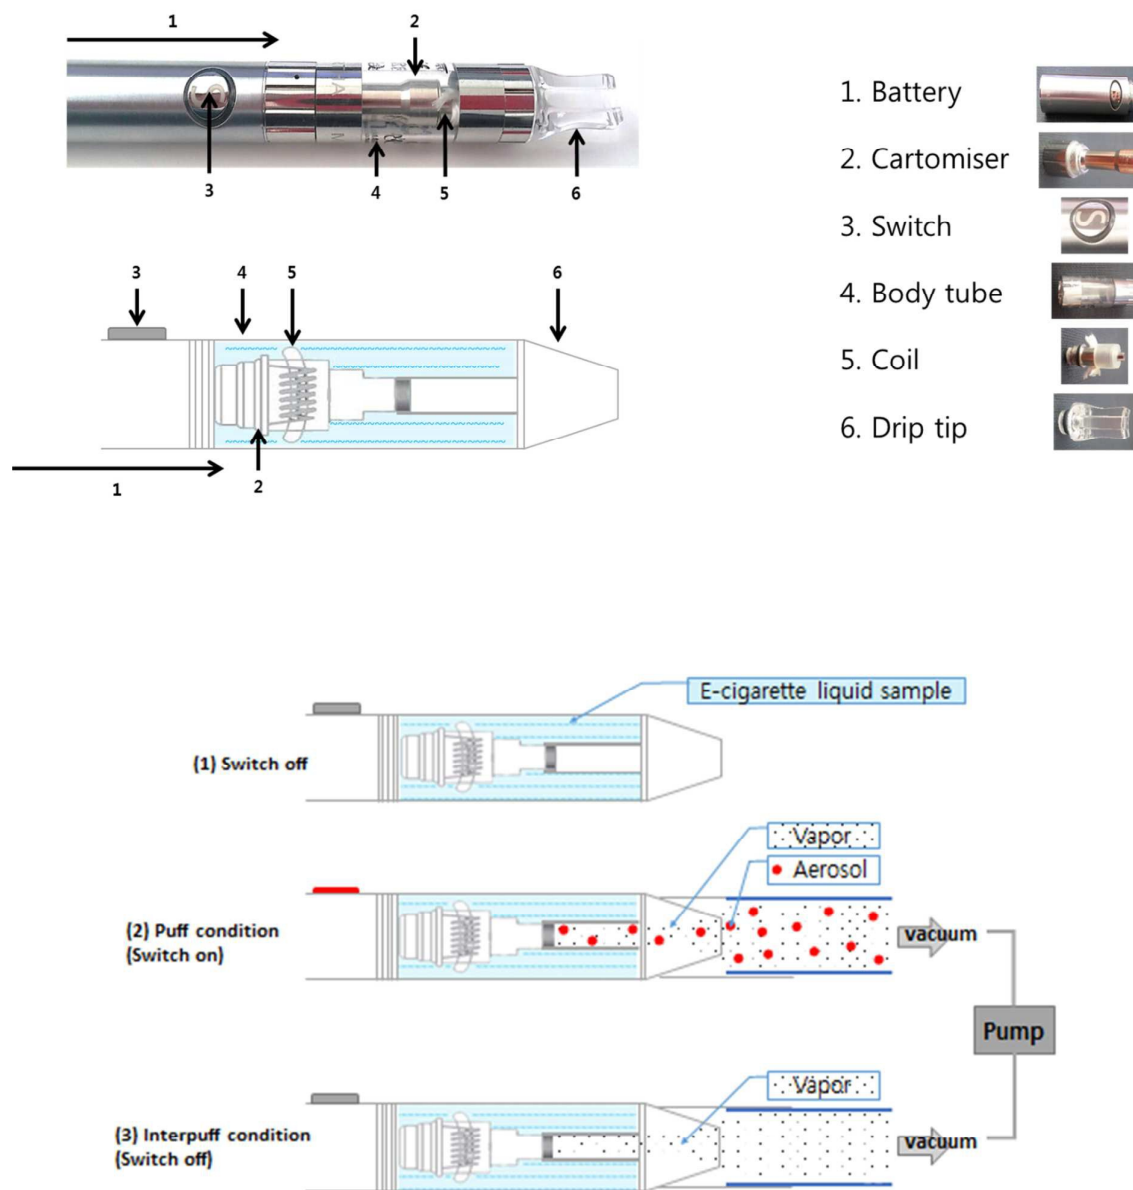 1
2
3
4
5
6
1. Battery
2. Cartomiser
3. Switch
S
4. Body tube
5. Coil
6. Drip tip
3
4
5
6
1
2
E-cigarette liquid sample
(1) Switch off
Vapor
Aerosol
(2) Puff condition
(Switch on)
vacuum
Pump
Vapor
(3) Interpuff condition
(Switch off)
vacuum